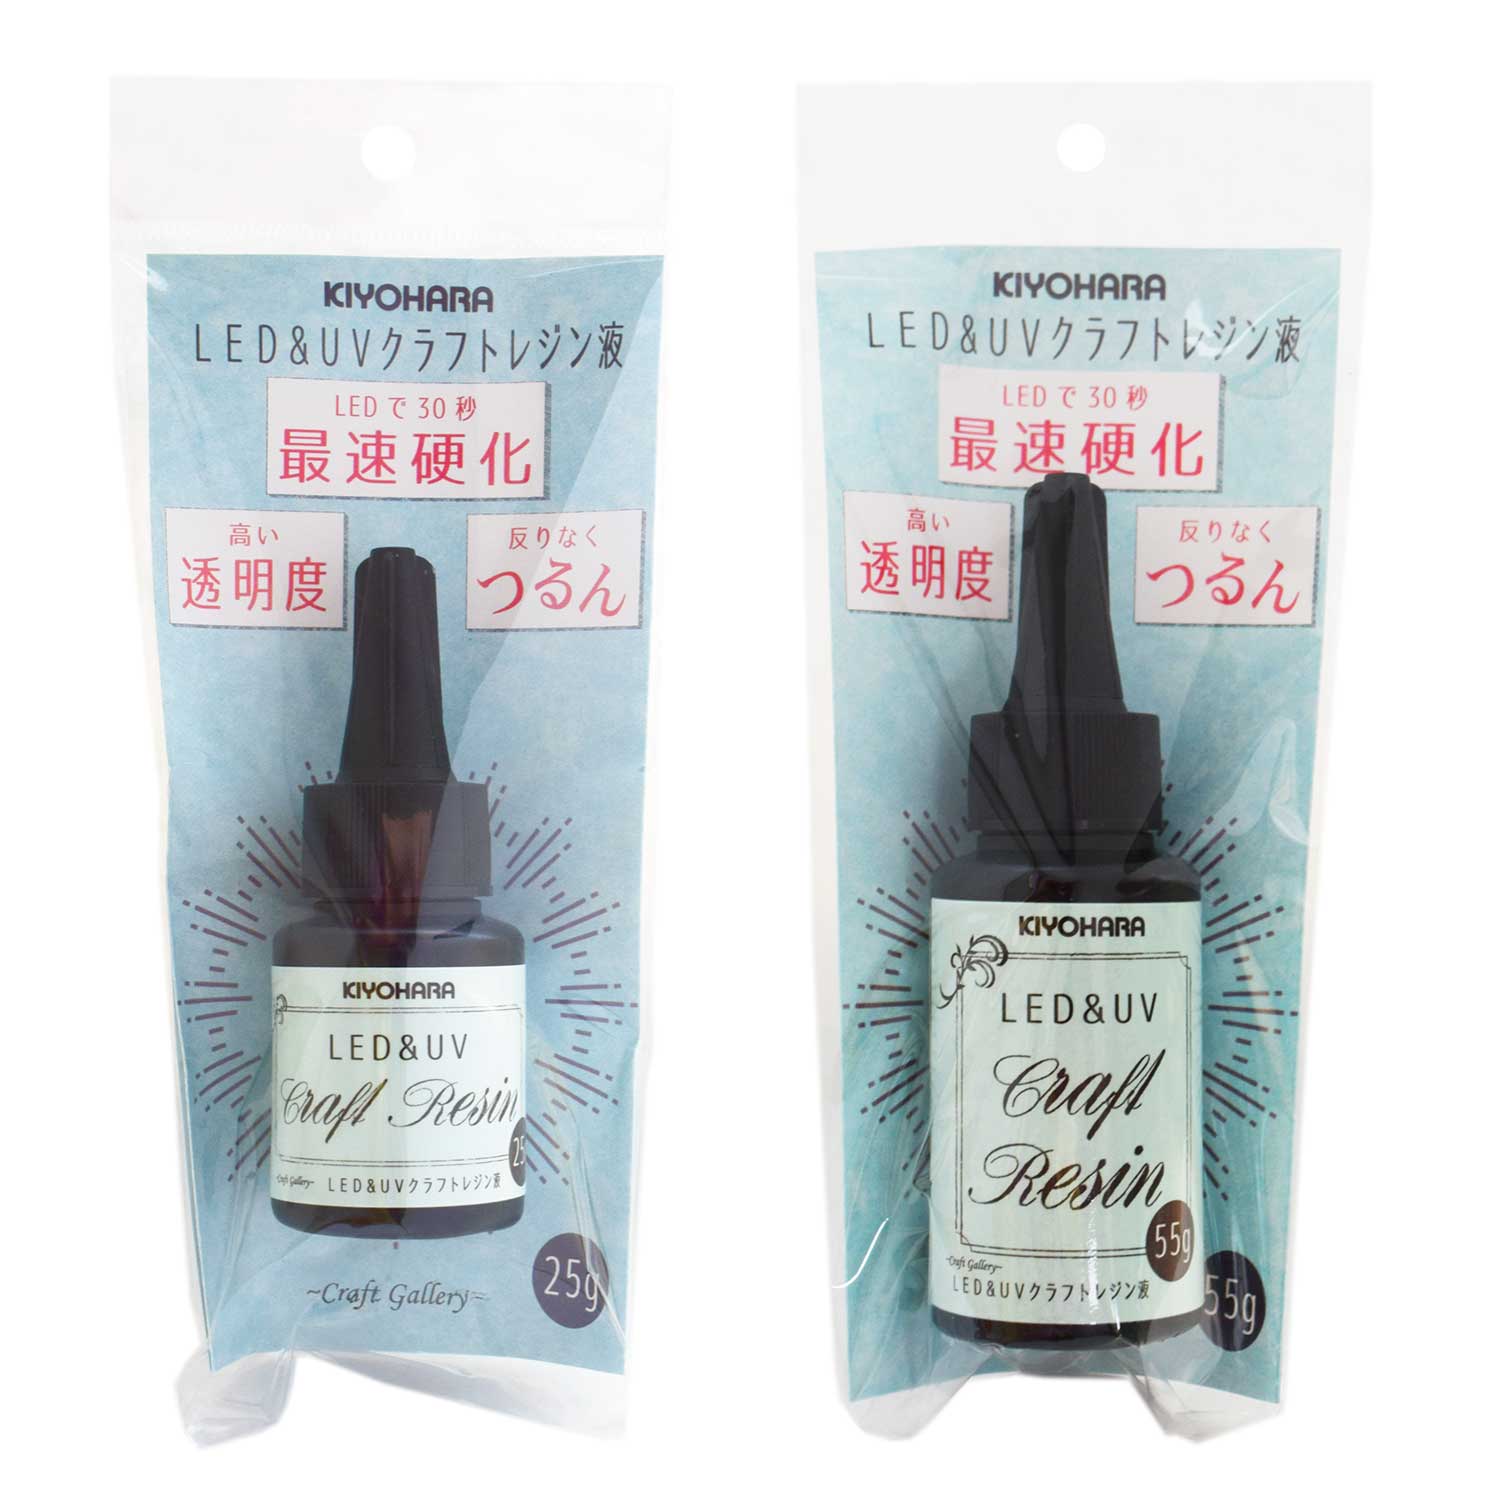 KIYOHARA
LED&UVクラフトレジン液
LEDで30秒
最速硬化
高い
透明度
反りなく
つるん
KIYOHARA
LED&UV
Craft Resin
25
~Craft Gallery~
LED&UVクラフトレジン液
25g
~Craft Gallery~
KIYOHARA
LED&UVクラフトレジン液
LEDで30秒
最速硬化
高い
透明度
反りなく
つるん
KIYOHARA
LED&UV
Craft
Resin
55g
~Craft Gallery~
LED&UVクラフトレジン液
55g